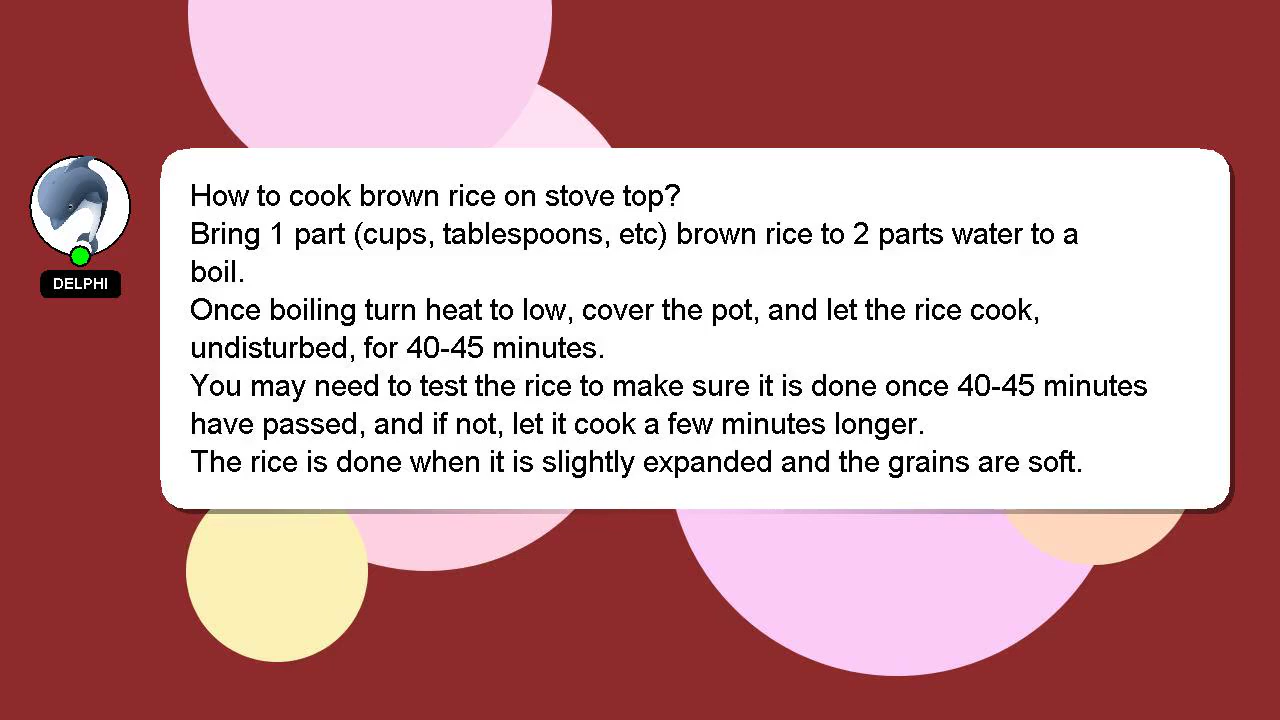 How to cook brown rice on stove top?
Bring 1 part (cups, tablespoons, etc) brown rice to 2 parts water to a
boil.
Once boiling turn heat to low, cover the pot, and let the rice cook,
undisturbed, for 40-45 minutes.
You may need to test the rice to make sure it is done once 40-45 minutes
have passed, and if not, let it cook a few minutes longer.
The rice is done when it is slightly expanded and the grains are soft.
DELPHI